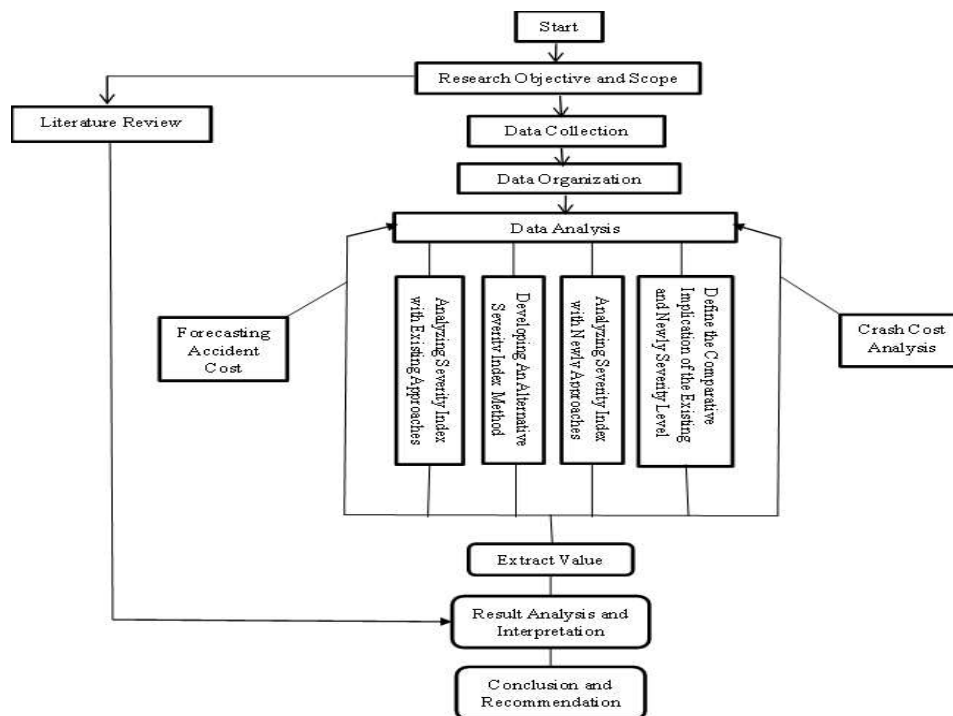 Start
Research Objective and Scope
Literature Review
Data Collection
Data Organization
Data Analysis
Forecasting
Accident
Cost
Analyzing Severity Index
with Existing Approaches
Developing An Alternative
Severity Index Method
Analyzing Severity Index
with Newly Approaches
Define the Comparative
Implication of the Existing
and Newly Severity Level
Crash Cost
Analysis
Extract Value
Result Analysis and
Interpretation
Conclusion and
Recommendation